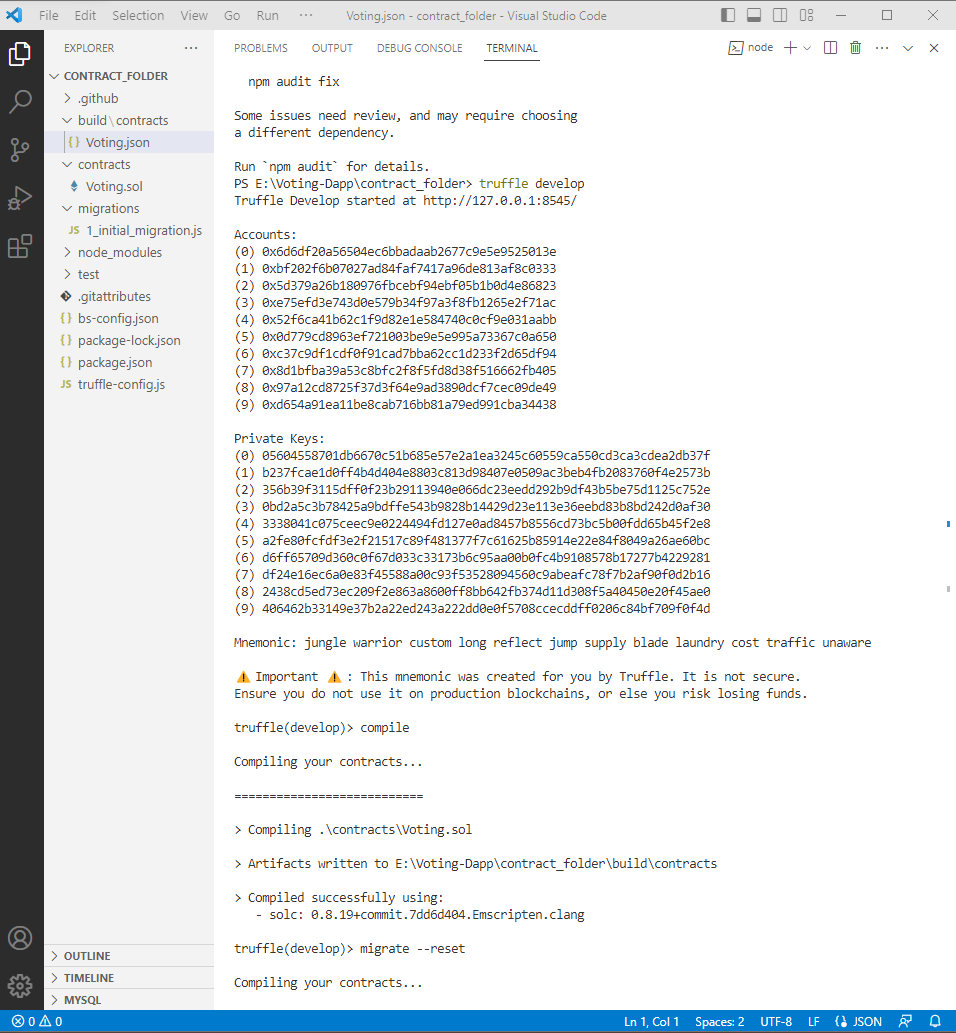 File Edit Selection View Go Run ··· Voting.json - contract_folder - Visual Studio Code
EXPLORER ···
CONTRACT_FOLDER
.github
build \ contracts
{} Voting.json
contracts
Voting.sol
migrations
JS 1_initial_migration.js
node_modules
test
.gitattributes
{} bs-config.json
{} package-lock.json
{} package.json
JS truffle-config.js
OUTLINE
TIMELINE
MYSQL
PROBLEMS OUTPUT DEBUG CONSOLE TERMINAL node
npm audit fix
Some issues need review, and may require choosing
a different dependency.
Run `npm audit` for details.
PS E:\Voting-Dapp\contract_folder> truffle develop
Truffle Develop started at http://127.0.0.1:8545/
Accounts:
(0) 0x6d6df20a56504ec6bbadaab2677c9e5e9525013e
(1) 0xbf202f6b07027ad84faf7417a96de813af8c0333
(2) 0x5d379a26b180976fbcebf94ebf05b1b0d4e86823
(3) 0xe75efd3e743d0e579b34f97a3f8fb1265e2f71ac
(4) 0x52f6ca41b62c1f9d82e1e584740c0cf9e031aabb
(5) 0x0d779cd8963ef721003be9e5e995a73367c0a650
(6) 0xc37c9df1cdf0f91cad7bba62cc1d233f2d65df94
(7) 0x8d1bfba39a53c8bfc2f8f5fd8d38f516662fb405
(8) 0x97a12cd8725f37d3f64e9ad3890dcf7cec09de49
(9) 0xd654a91ea11be8cab716bb81a79ed991cba34438
Private Keys:
(0) 05604558701db6670c51b685e57e2a1ea3245c60559ca550cd3ca3cdea2db37f
(1) b237fcae1d0ff4b4d404e8803c813d98407e0509ac3beb4fb2083760f4e2573b
(2) 356b39f3115dff0f23b29113940e066dc23eedd292b9df43b5be75d1125c752e
(3) 0bd2a5c3b78425a9bdffe543b9828b14429d23e113e36eebd83b8bd242d0af30
(4) 3338041c075ceec9e0224494fd127e0ad8457b8556cd73bc5b00fdd65b45f2e8
(5) a2fe80fcfdf3e2f21517c89f481377f7c61625b85914e22e84f8049a26ae60bc
(6) d6ff65709d360c0f67d033c33173b6c95aa00b0fc4b9108578b17277b4229281
(7) df24e16ec6a0e83f45588a00c93f53528094560c9abeafc78f7b2af90f0d2b16
(8) 2438cd5ed73ec209f2e863a8600ff8bb642fb374d11d308f5a40450e20f45ae0
(9) 406462b33149e37b2a22ed243a222dd0e0f5708ccecddff0206c84bf709f0f4d
Mnemonic: jungle warrior custom long reflect jump supply blade laundry cost traffic unaware
⚠️ Important ⚠️ : This mnemonic was created for you by Truffle. It is not secure.
Ensure you do not use it on production blockchains, or else you risk losing funds.
truffle(develop)> compile
Compiling your contracts...
===========================
> Compiling .\contracts\Voting.sol
> Artifacts written to E:\Voting-Dapp\contract_folder\build\contracts
> Compiled successfully using:
- solc: 0.8.19+commit.7dd6d404.Emscripten.clang
truffle(develop)> migrate --reset
Compiling your contracts...
0 0 Ln 1, Col 1 Spaces: 2 UTF-8 LF JSON